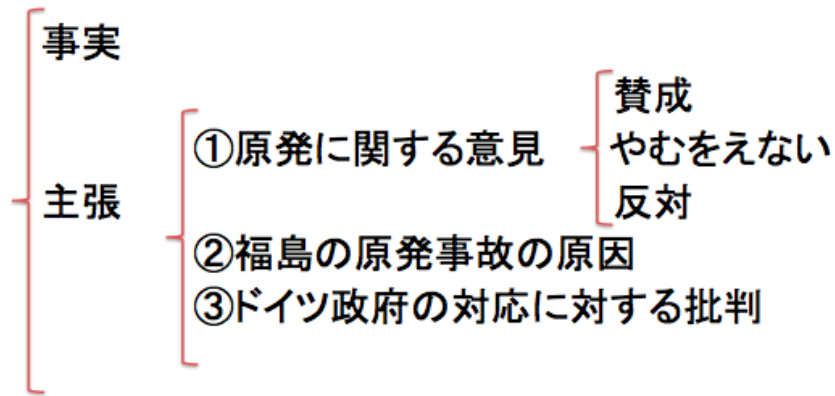 事実
主張
①原発に関する意見
賛成
やむをえない
反対
②福島の原発事故の原因
③ドイツ政府の対応に対する批判